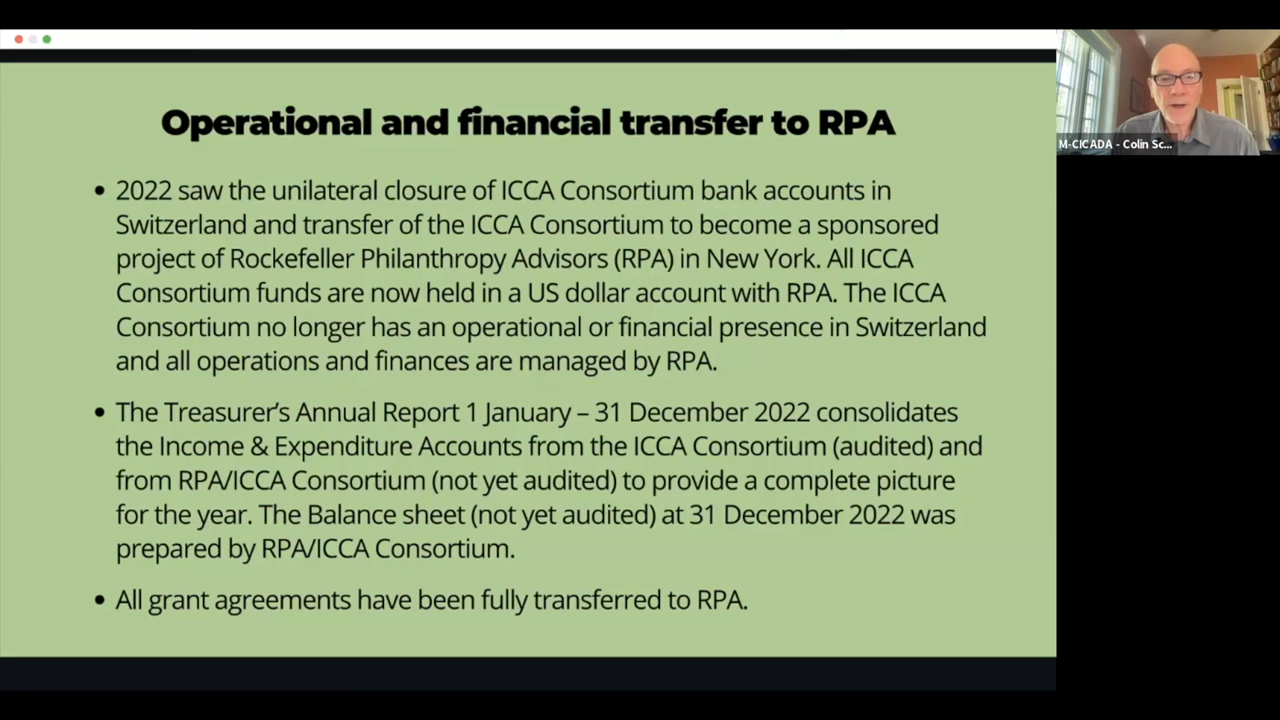 Operational and financial transfer to RPA
• 2022 saw the unilateral closure of ICCA Consortium bank accounts in
Switzerland and transfer of the ICCA Consortium to become a sponsored
project of Rockefeller Philanthropy Advisors (RPA) in New York. All ICCA
Consortium funds are now held in a US dollar account with RPA. The ICCA
Consortium no longer has an operational or financial presence in Switzerland
and all operations and finances are managed by RPA.
• The Treasurer’s Annual Report 1 January – 31 December 2022 consolidates
the Income & Expenditure Accounts from the ICCA Consortium (audited) and
from RPA/ICCA Consortium (not yet audited) to provide a complete picture
for the year. The Balance sheet (not yet audited) at 31 December 2022 was
prepared by RPA/ICCA Consortium.
• All grant agreements have been fully transferred to RPA.
M-CICADA - Colin Sc...